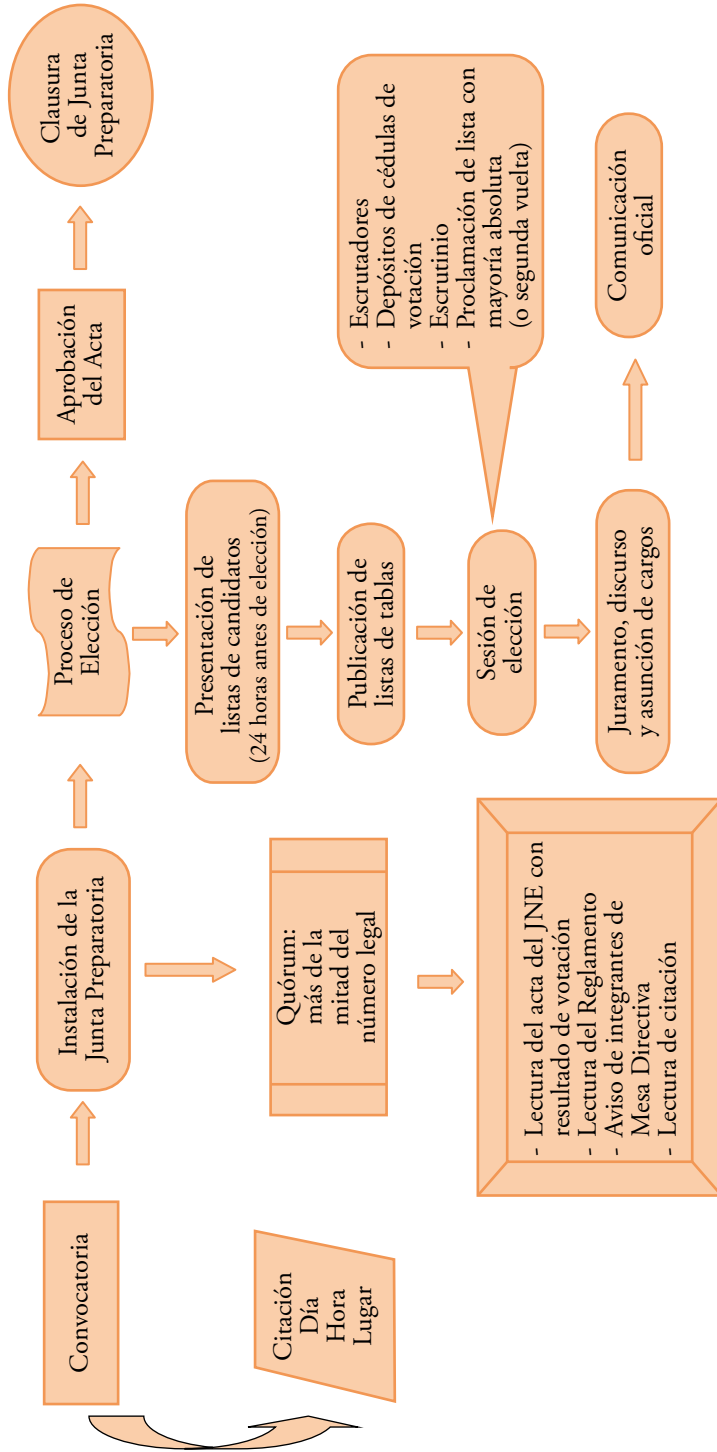 Convocatoria
Citación
Día
Hora
Lugar
Instalación de la
Junta Preparatoria
Quórum:
más de la
mitad del
número legal
- Lectura del acta del JNE con
resultado de votación
- Lectura del Reglamento
- Aviso de integrantes de
Mesa Directiva
- Lectura de citación
Proceso de
Elección
Presentación de
listas de candidatos
(24 horas antes de elección)
Publicación de
listas de tablas
Sesión de
elección
- Escrutadores
- Depósitos de cédulas de
votación
- Escrutinio
- Proclamación de lista con
mayoría absoluta
(o segunda vuelta)
Juramento, discurso
y asunción de cargos
Comunicación
oficial
Aprobación
del Acta
Clausura
de Junta
Preparatoria